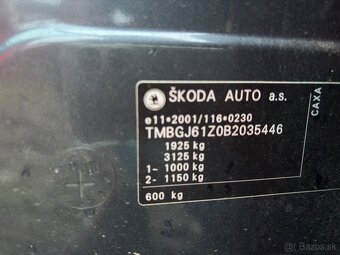 ŠKODA AUTO a.s.
e11*2001/116*0230
TMBGJ61Z0B2035446
1925 kg
3125 kg
1- 1000 kg
2- 1150 kg
600 kg
CAXA
Bazos.sk